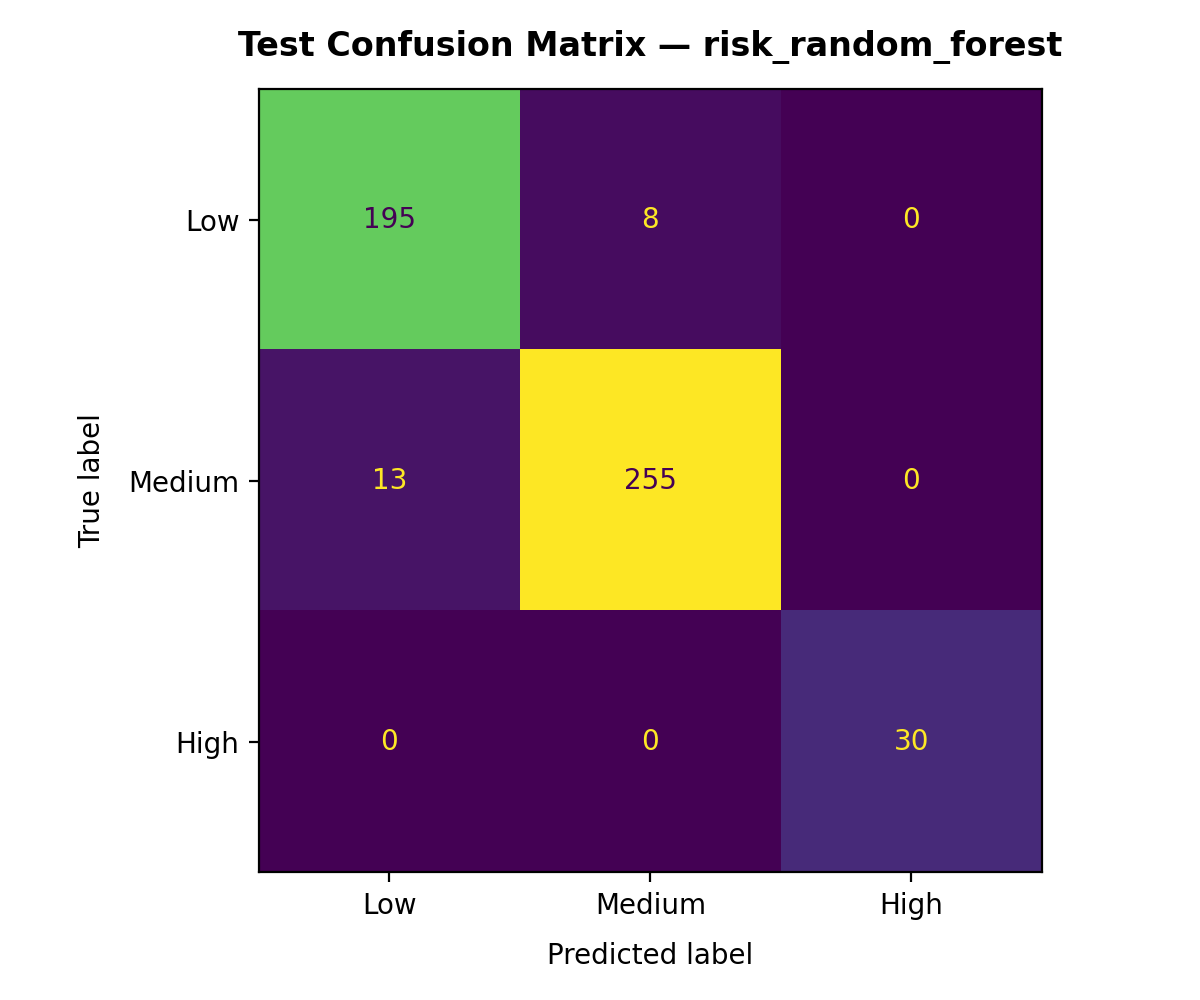 Test Confusion Matrix — risk_random_forest
Low 195 8 0
True label
Medium 13 255 0
High 0 0 30
Low Medium High
Predicted label